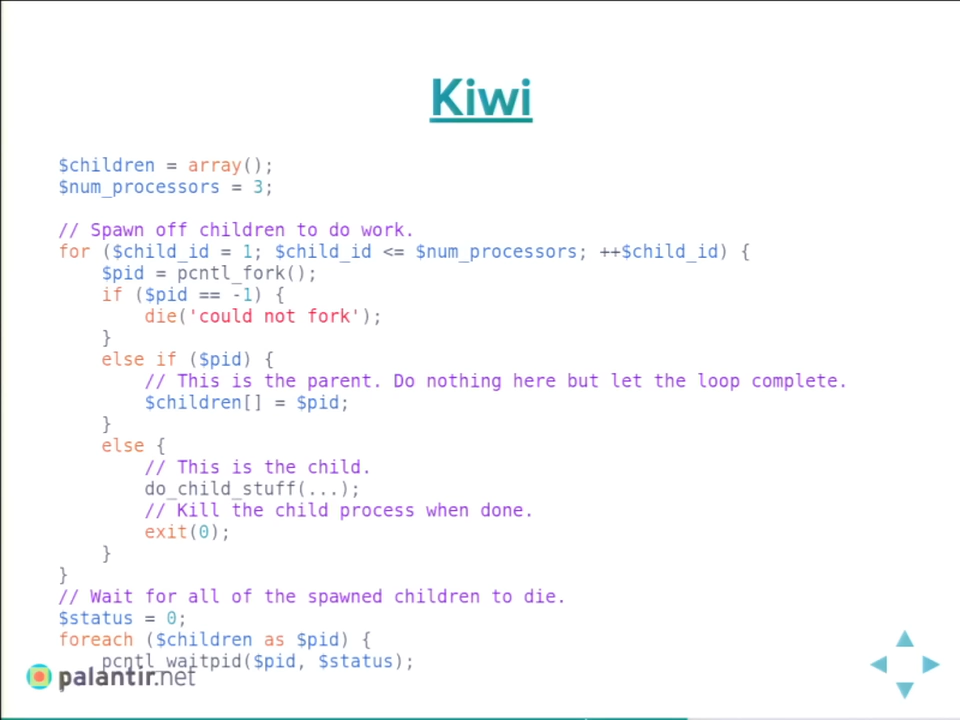 Kiwi
$children = array();
$num_processors = 3;
// Spawn off children to do work.
for ($child_id = 1; $child_id <= $num_processors; ++$child_id) {
    $pid = pcntl_fork();
    if ($pid == -1) {
        die('could not fork');
    }
    else if ($pid) {
        // This is the parent. Do nothing here but let the loop complete.
        $children[] = $pid;
    }
    else {
        // This is the child.
        do_child_stuff(...);
        // Kill the child process when done.
        exit(0);
    }
}
// Wait for all of the spawned children to die.
$status = 0;
foreach ($children as $pid) {
    pcntl_waitpid($pid, $status);
palantir.net